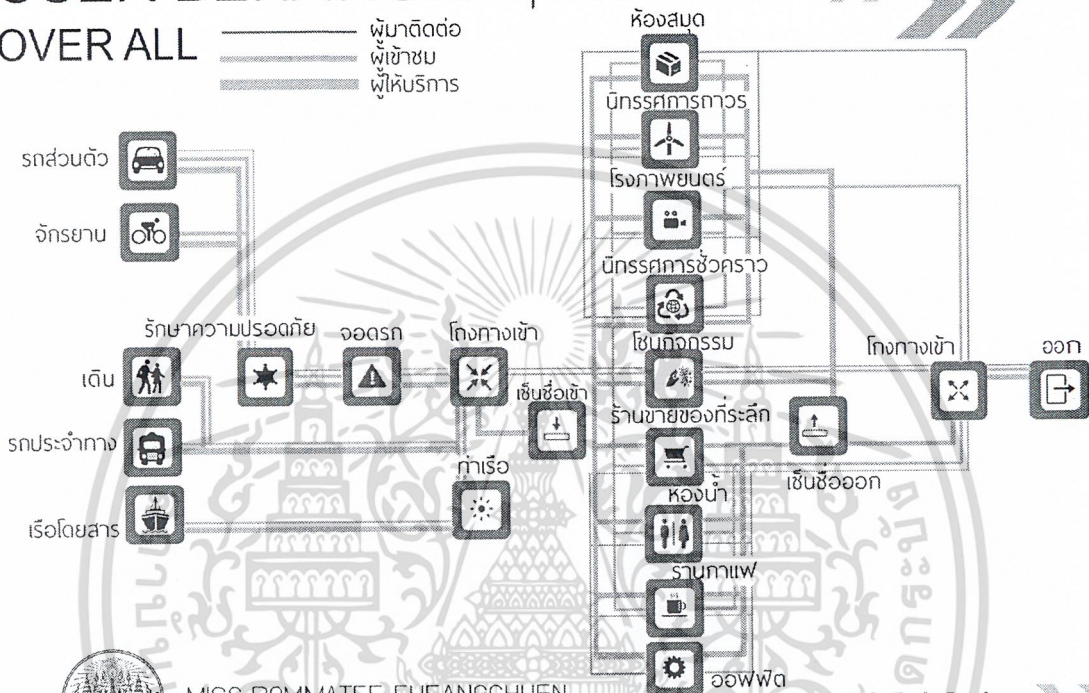 OVER ALL
ผู้มาติดต่อ
ผู้เข้าชม
ผู้ให้บริการ
ห้องสมุด
นิทรรศการถาวร
รถส่วนตัว
โรงภาพยนตร์
จักรยาน
นิทรรศการชั่วคราว
รักษาความปรอดภัย
จอดรถ
โถงทางเข้า
โซนกิจกรรม
โถงทางเข้า
ออก
เดิน
เซ็นชื่อเข้า
ร้านขายของที่ระลึก
รถประจำทาง
ท่าเรือ
เซ็นชื่อออก
ห้องน้ำ
เรือโดยสาร
ร้านกาแฟ
ออฟฟิต